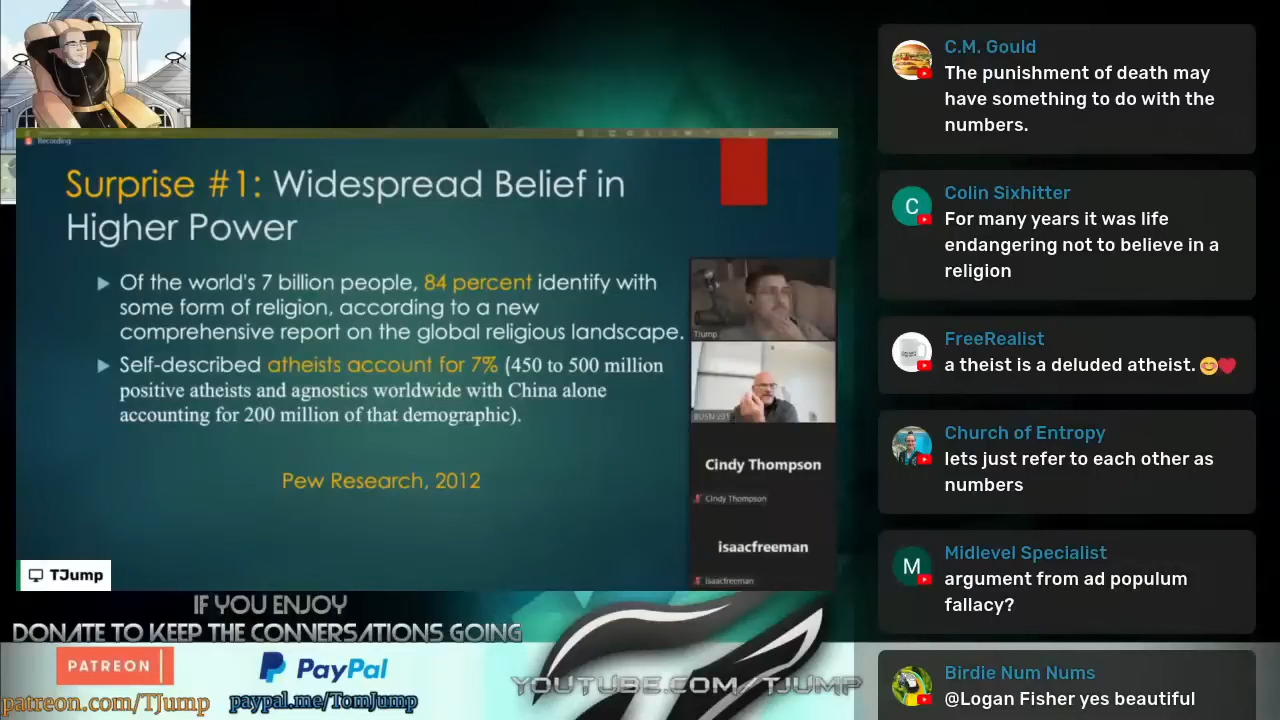 Recording
Surprise #1: Widespread Belief in
Higher Power
Of the world's 7 billion people, 84 percent identify with
some form of religion, according to a new
comprehensive report on the global religious landscape.
Self-described atheists account for 7% (450 to 500 million
positive atheists and agnostics worldwide with China alone
accounting for 200 million of that demographic).
Pew Research, 2012
TJump
Cindy Thompson
Cindy Thompson
isaacfreeman
isaacfreeman
TJump
IF YOU ENJOY
DONATE TO KEEP THE CONVERSATIONS GOING
PATREON
PayPal
patreon.com/TJump
paypal.me/TomJump
YOUTUBE.COM/TJUMP
C.M. Gould
The punishment of death may
have something to do with the
numbers.
C
Colin Sixhitter
For many years it was life
endangering not to believe in a
religion
FreeRealist
a theist is a deluded atheist. 😊❤️
Church of Entropy
lets just refer to each other as
numbers
M
Midlevel Specialist
argument from ad populum
fallacy?
Birdie Num Nums
@Logan Fisher yes beautiful